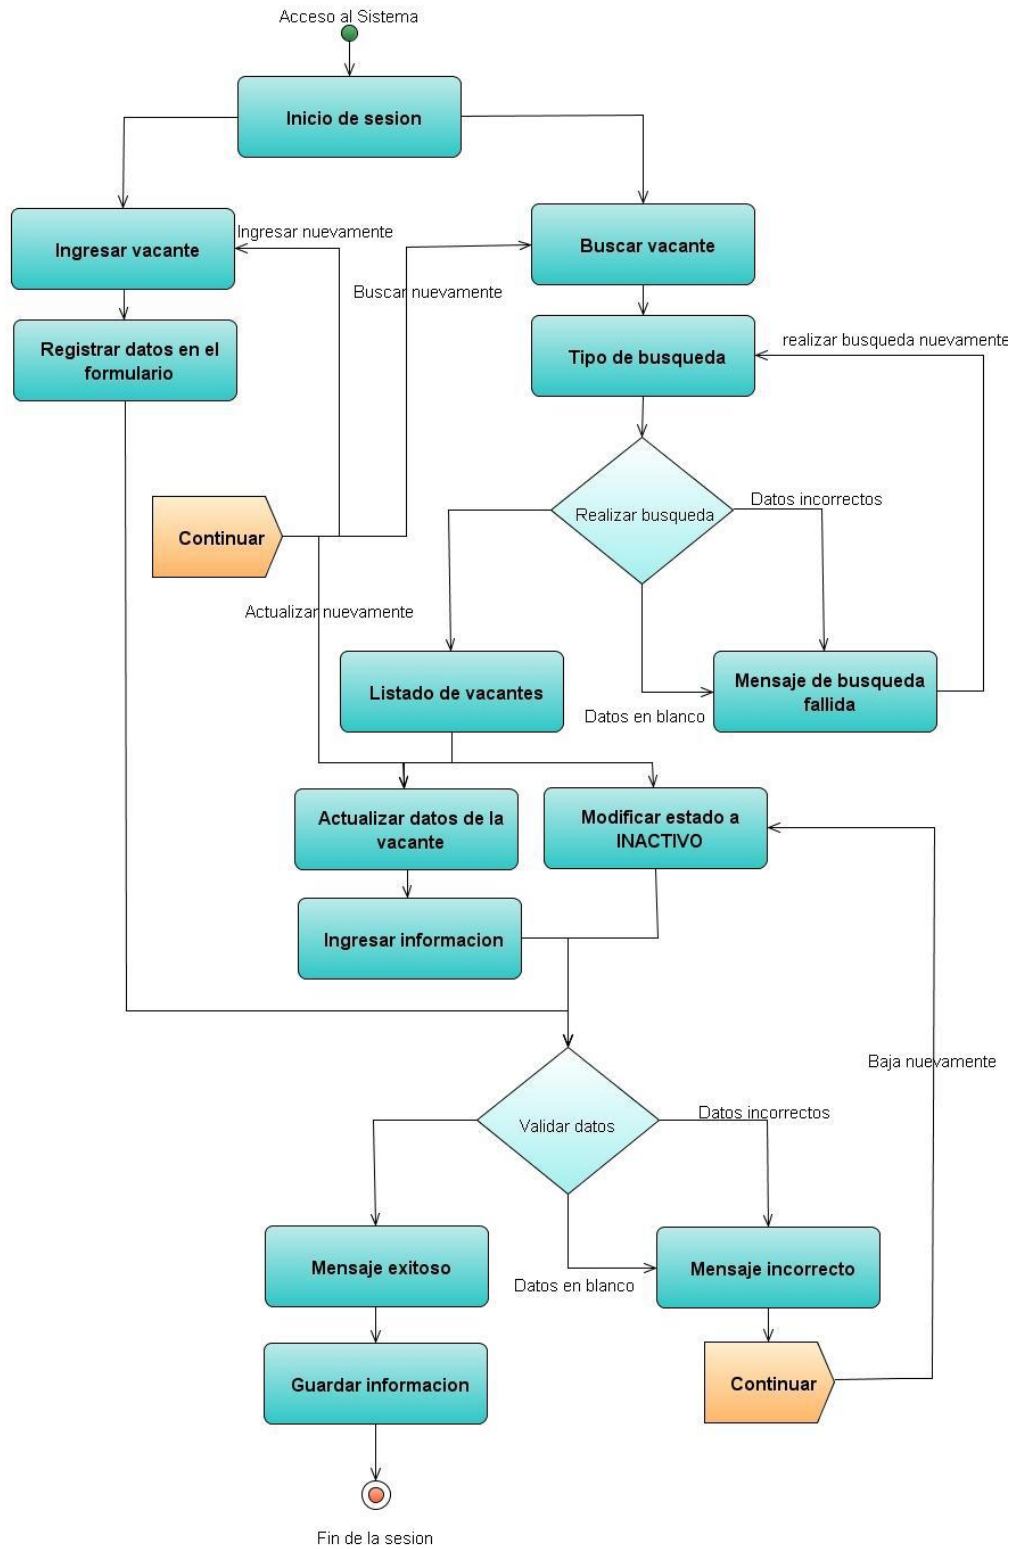 Acceso al Sistema
Inicio de sesion
Ingresar vacante
Ingresar nuevamente
Buscar vacante
Buscar nuevamente
Registrar datos en el
formulario
Tipo de busqueda
realizar busqueda nuevamente
Realizar busqueda
Datos incorrectos
Continuar
Actualizar nuevamente
Listado de vacantes
Mensaje de busqueda
fallida
Datos en blanco
Actualizar datos de la
vacante
Modificar estado a
INACTIVO
Ingresar informacion
Baja nuevamente
Validar datos
Datos incorrectos
Mensaje exitoso
Mensaje incorrecto
Datos en blanco
Guardar informacion
Continuar
Fin de la sesion